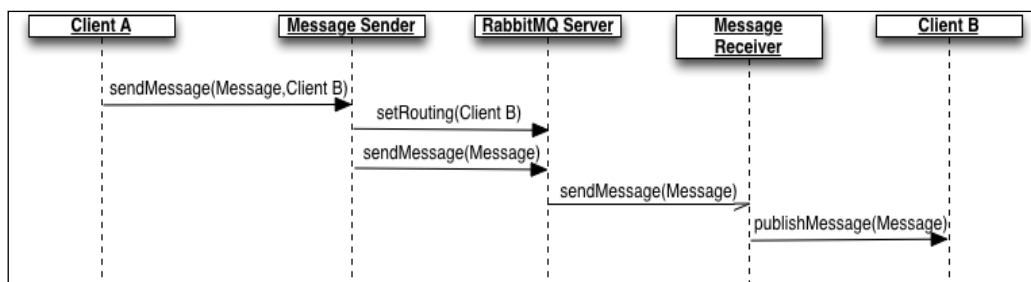 Client A
Message Sender
RabbitMQ Server
Message
Receiver
Client B
sendMessage(Message,Client B)
setRouting(Client B)
sendMessage(Message)
sendMessage(Message)
publishMessage(Message)